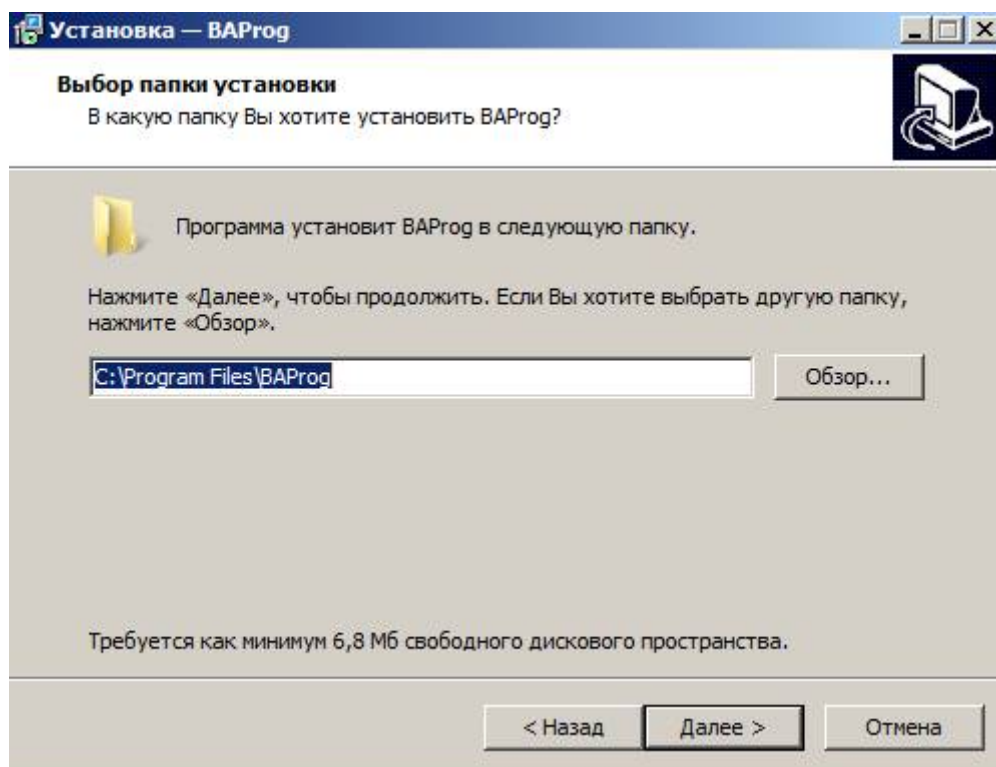 Установка — BAProg
Выбор папки установки
В какую папку Вы хотите установить BAProg?
Программа установит BAProg в следующую папку.
Нажмите «Далее», чтобы продолжить. Если Вы хотите выбрать другую папку,
нажмите «Обзор».
C:\Program Files\BAProg
Обзор...
Требуется как минимум 6,8 Мб свободного дискового пространства.
< Назад
Далее >
Отмена